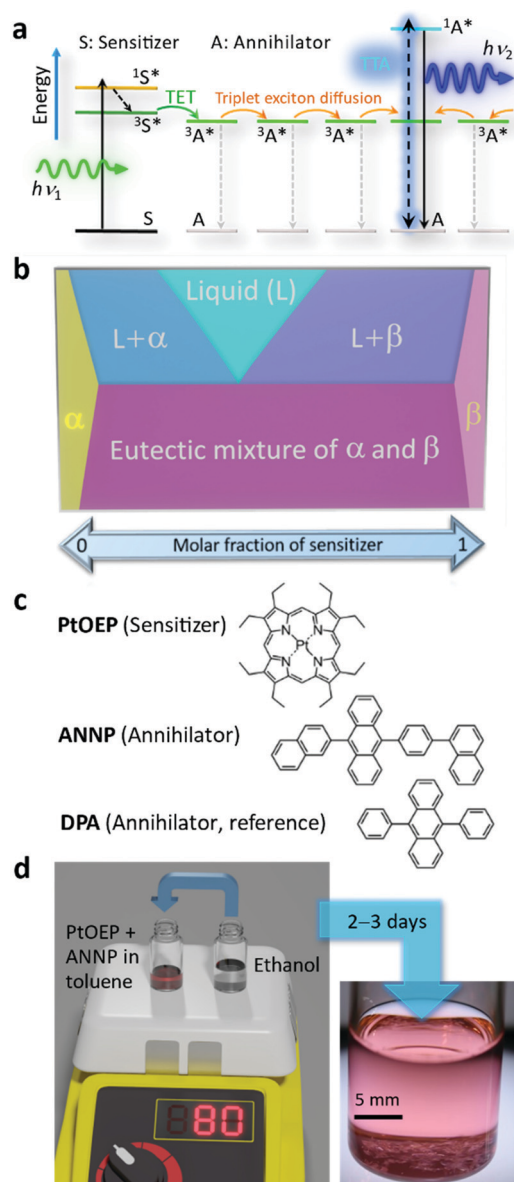 a
S: Sensitizer
A: Annihilator
¹A*
TTA
hν₂
Energy
¹S*
³S*
TET
Triplet exciton diffusion
³A*
³A*
³A*
³A*
hν₁
S
A
A
b
Liquid (L)
L+α
L+β
α
β
Eutectic mixture of α and β
0
Molar fraction of sensitizer
1
c
PtOEP (Sensitizer)
N
N
Pt
N
N
ANNP (Annihilator)
DPA (Annihilator, reference)
d
PtOEP +
ANNP in
toluene
Ethanol
2–3 days
80
5 mm